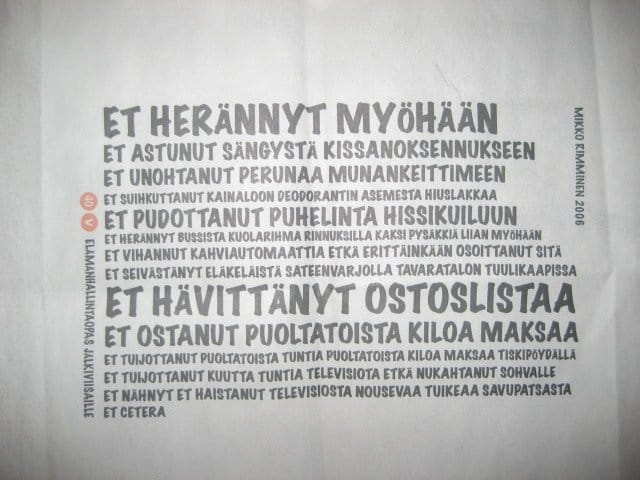 ET HERÄNNYT MYÖHÄÄN
ET ASTUNUT SÄNGYSTÄ KISSANOKSENNUKSEEN
ET UNOHTANUT PERUNAA MUNANKEITTIMEEN
ET SUIHKUTTANUT KAINALOON DEODORANTIN ASEMESTA HIUSLAKKAA
ET PUDOTTANUT PUHELINTA HISSIKUILUUN
ET HERÄNNYT BUSSISTA KUOLARIHMA RINNUKSILLA KAKSI PYSÄKKIÄ LIIAN MYÖHÄÄN
ET VIHANNUT KAHVIAUTOMAATTIA ETKÄ ERITTÄINKÄÄN OSOITTANUT SITÄ
ET SEIVÄSTÄNYT ELÄKELÄISTÄ SATEENVARJOLLA TAVARATALON TUULIKAAPISSA
ET HÄVITTÄNYT OSTOSLISTAA
ET OSTANUT PUOLTATOISTA KILOA MAKSAA
ET TUIJOTTANUT PUOLTATOISTA TUNTIA PUOLTATOISTA KILOA MAKSAA TISKIPÖYDÄLLÄ
ET TUIJOTTANUT KUUTTA TUNTIA TELEVISIOTA ETKÄ NUKAHTANUT SOHVALLE
ET NÄHNYT ET HAISTANUT TELEVISIOSTA NOUSEVAA TUIKEAA SAVUPATSASTA
ET CETERA
MIKKO RIMMINEN 2006
40 V
ELÄMÄNHALLINTAOPAS JÄLKIVIISAILLE